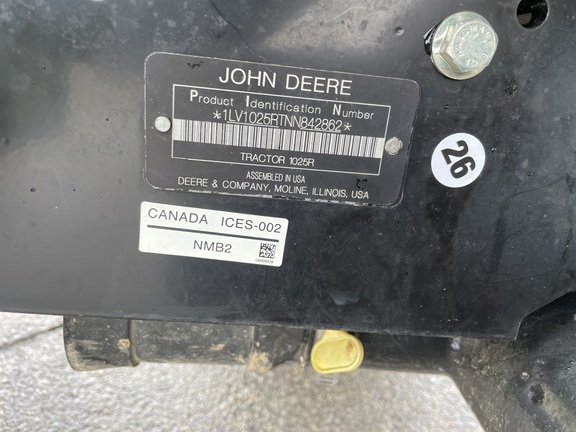 JOHN DEERE
Product Identification Number
*1LV1025RTNN842862*
TRACTOR 1025R
ASSEMBLED IN USA
DEERE & COMPANY, MOLINE, ILLINOIS, USA
26
CANADA ICES-002
NMB2